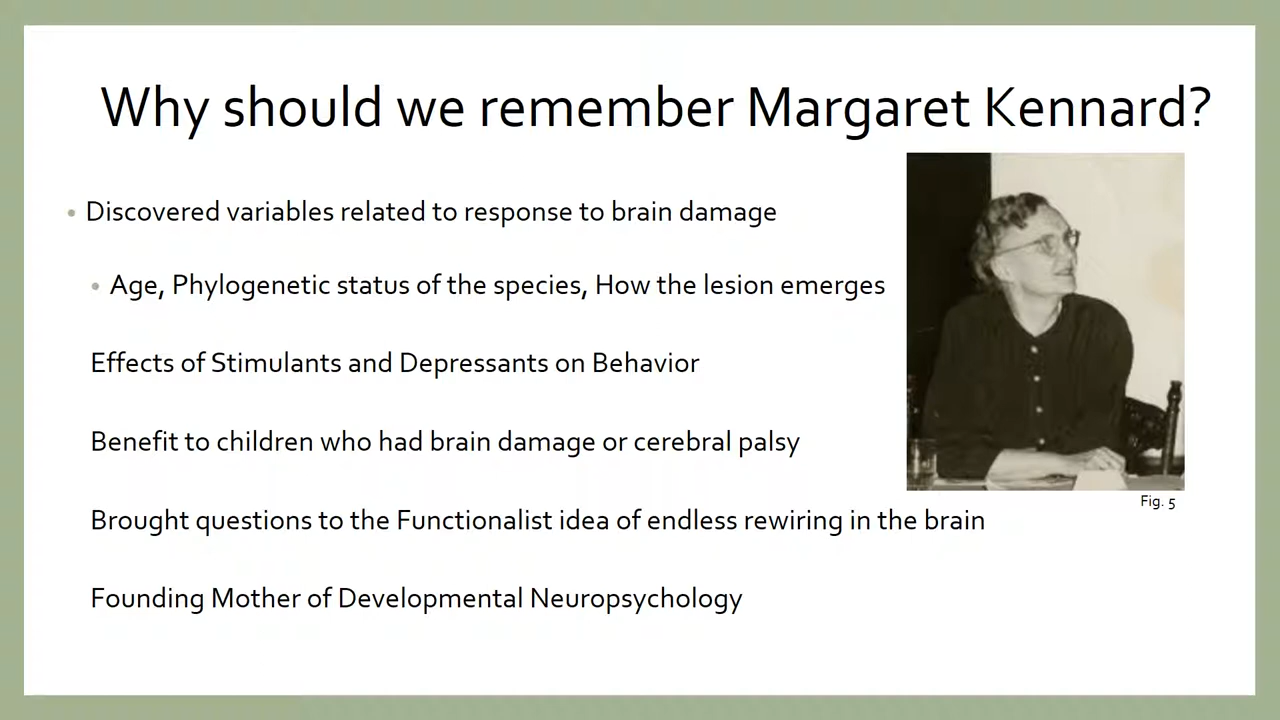 Why should we remember Margaret Kennard?
• Discovered variables related to response to brain damage
• Age, Phylogenetic status of the species, How the lesion emerges
Effects of Stimulants and Depressants on Behavior
Benefit to children who had brain damage or cerebral palsy
Fig. 5
Brought questions to the Functionalist idea of endless rewiring in the brain
Founding Mother of Developmental Neuropsychology